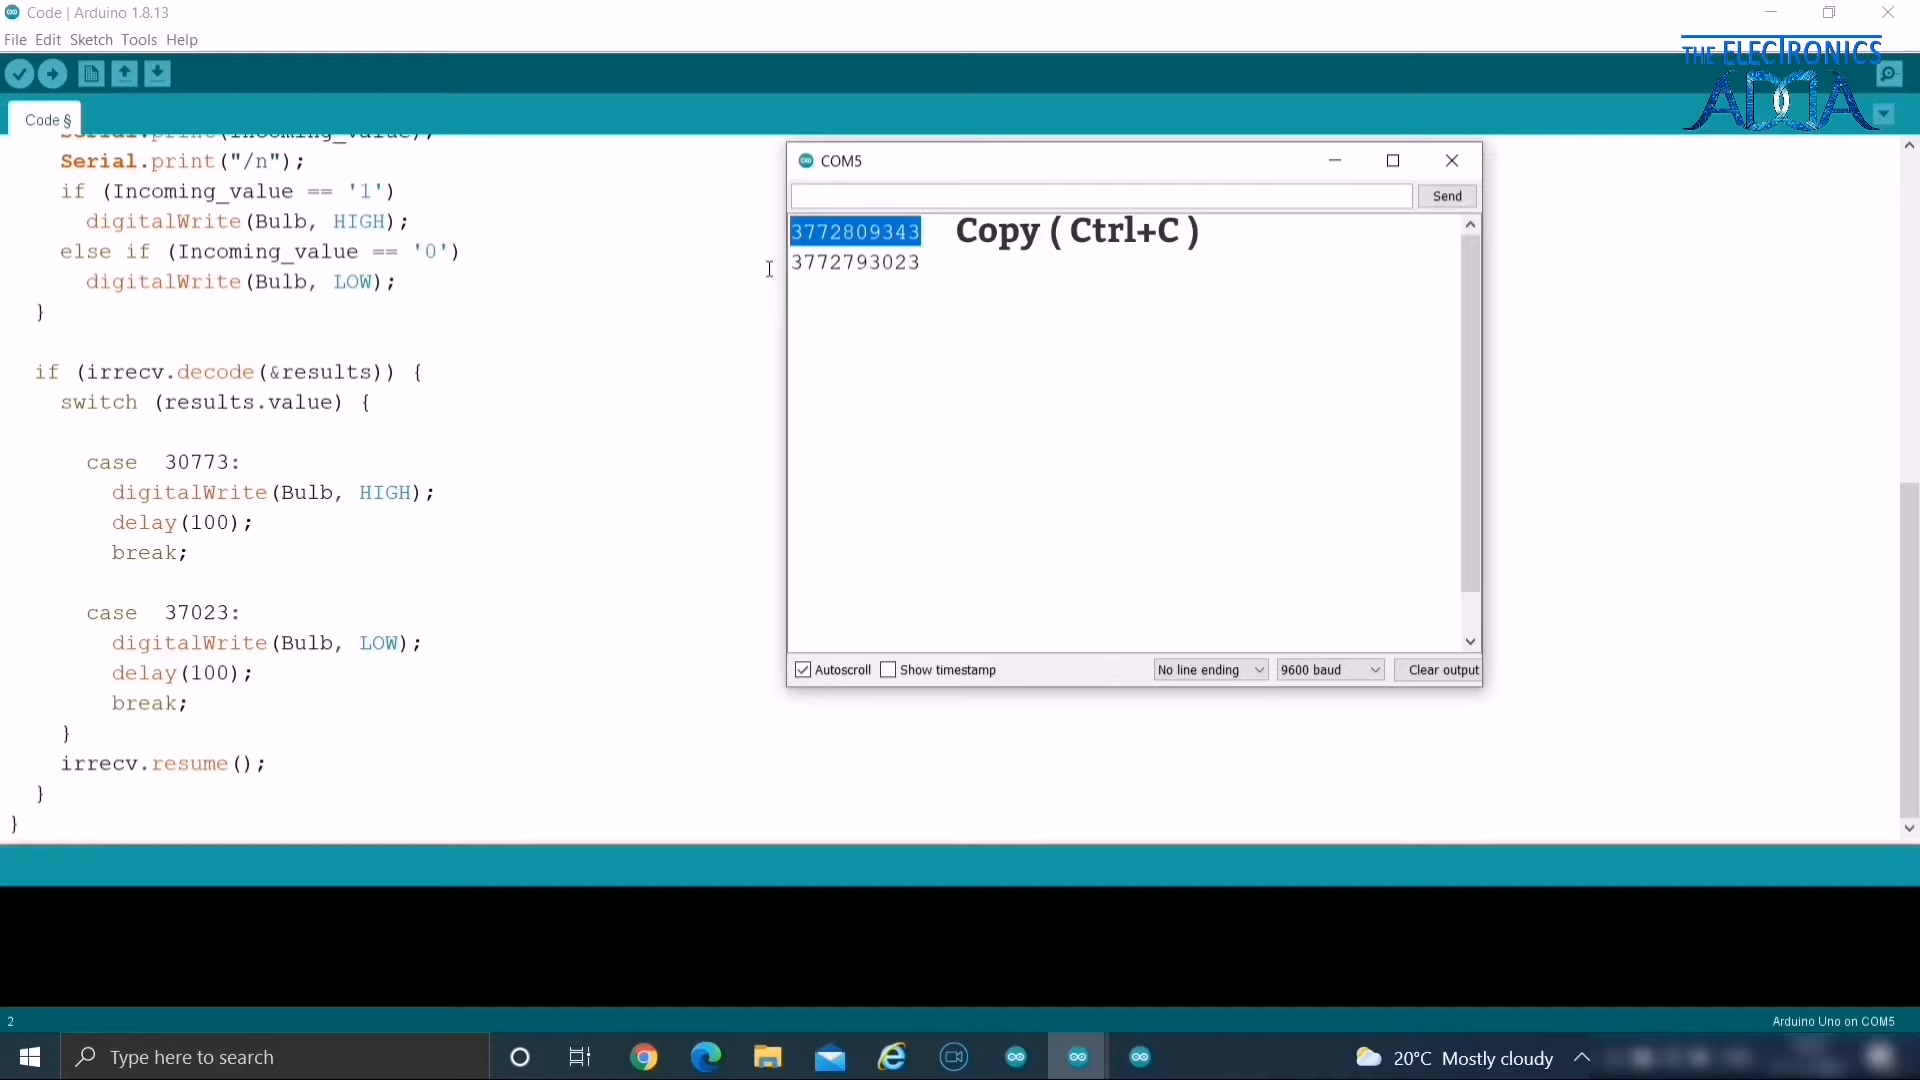 Code | Arduino 1.8.13
File Edit Sketch Tools Help
THE ELECTRONICS
ADDA
Code §
Serial.print(Incoming_value);
Serial.print("/n");
if (Incoming_value == '1')
digitalWrite(Bulb, HIGH);
else if (Incoming_value == '0')
digitalWrite(Bulb, LOW);
}
if (irrecv.decode(&results)) {
switch (results.value) {
case 30773:
digitalWrite(Bulb, HIGH);
delay(100);
break;
case 37023:
digitalWrite(Bulb, LOW);
delay(100);
break;
}
irrecv.resume();
}
}
COM5
Send
3772809343 Copy ( Ctrl+C )
3772793023
Autoscroll Show timestamp No line ending 9600 baud Clear output
2 Arduino Uno on COM5
Type here to search 20°C Mostly cloudy